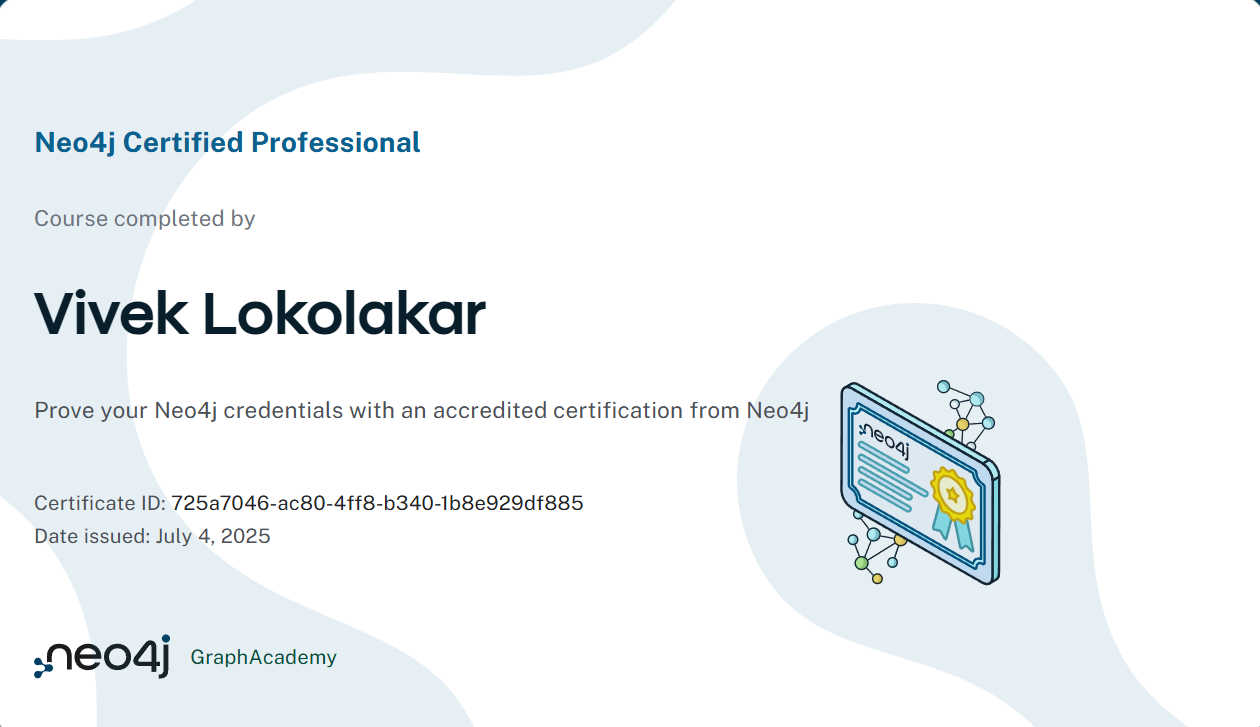 Neo4j Certified Professional
Course completed by
Vivek Lokolakar
Prove your Neo4j credentials with an accredited certification from Neo4j
neo4j
Certificate ID: 725a7046-ac80-4ff8-b340-1b8e929df885
Date issued: July 4, 2025
neo4j GraphAcademy